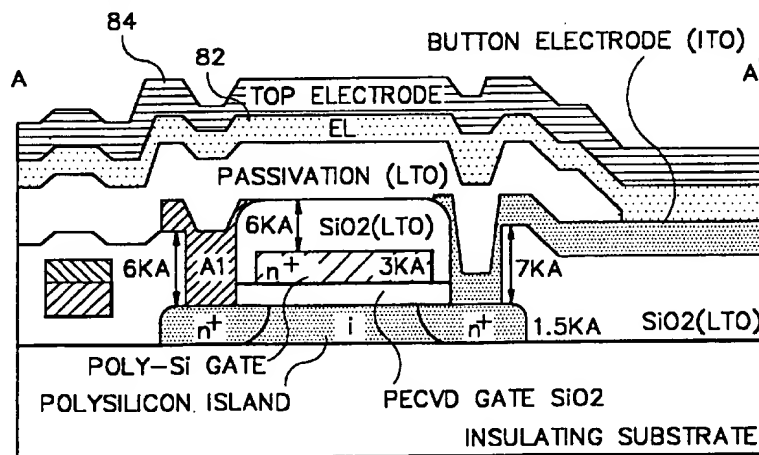 84
82
BUTTON ELECTRODE (ITO)
A
A
TOP ELECTRODE
EL
PASSIVATION (LTO)
6KA
SiO2(LTO)
6KA
A1
n+
3KA
7KA
n+
i
n+
1.5KA
SiO2(LTO)
POLY-Si GATE
POLYSILICON ISLAND
PECVD GATE SiO2
INSULATING SUBSTRATE